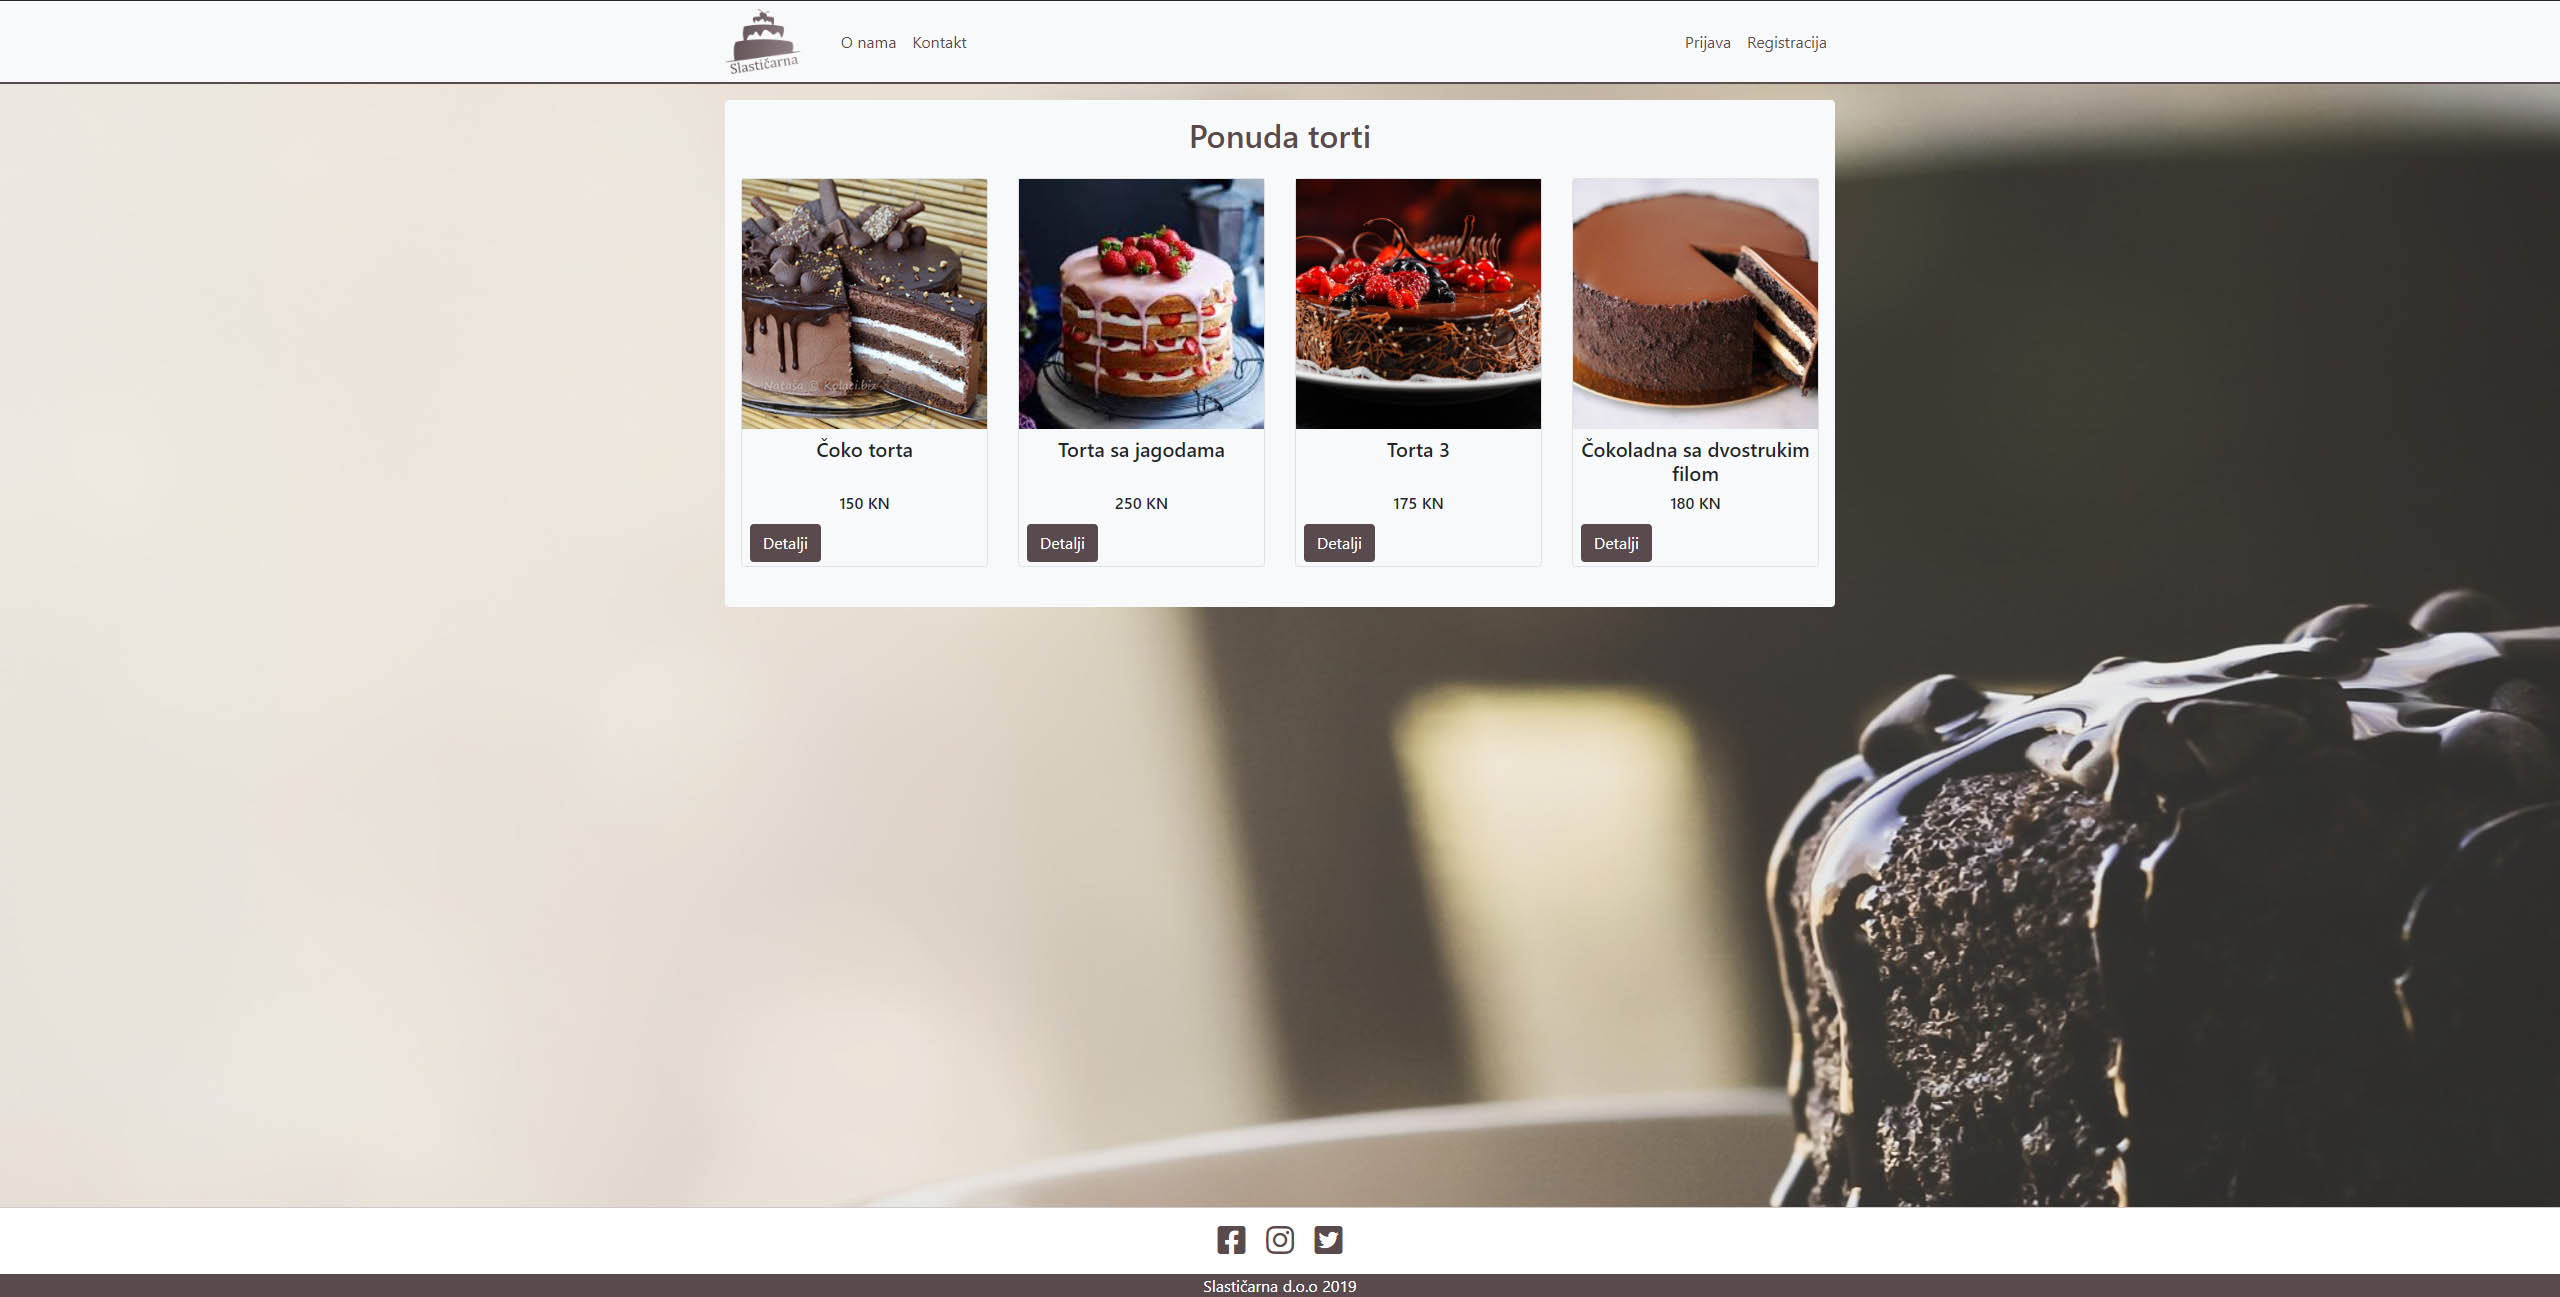 Slastičarna
O nama Kontakt
Prijava Registracija
Ponuda torti
Nataša © Kolaci.biz
Čoko torta
150 KN
Detalji
Torta sa jagodama
250 KN
Detalji
Torta 3
175 KN
Detalji
Čokoladna sa dvostrukim
filom
180 KN
Detalji
Slastičarna d.o.o 2019